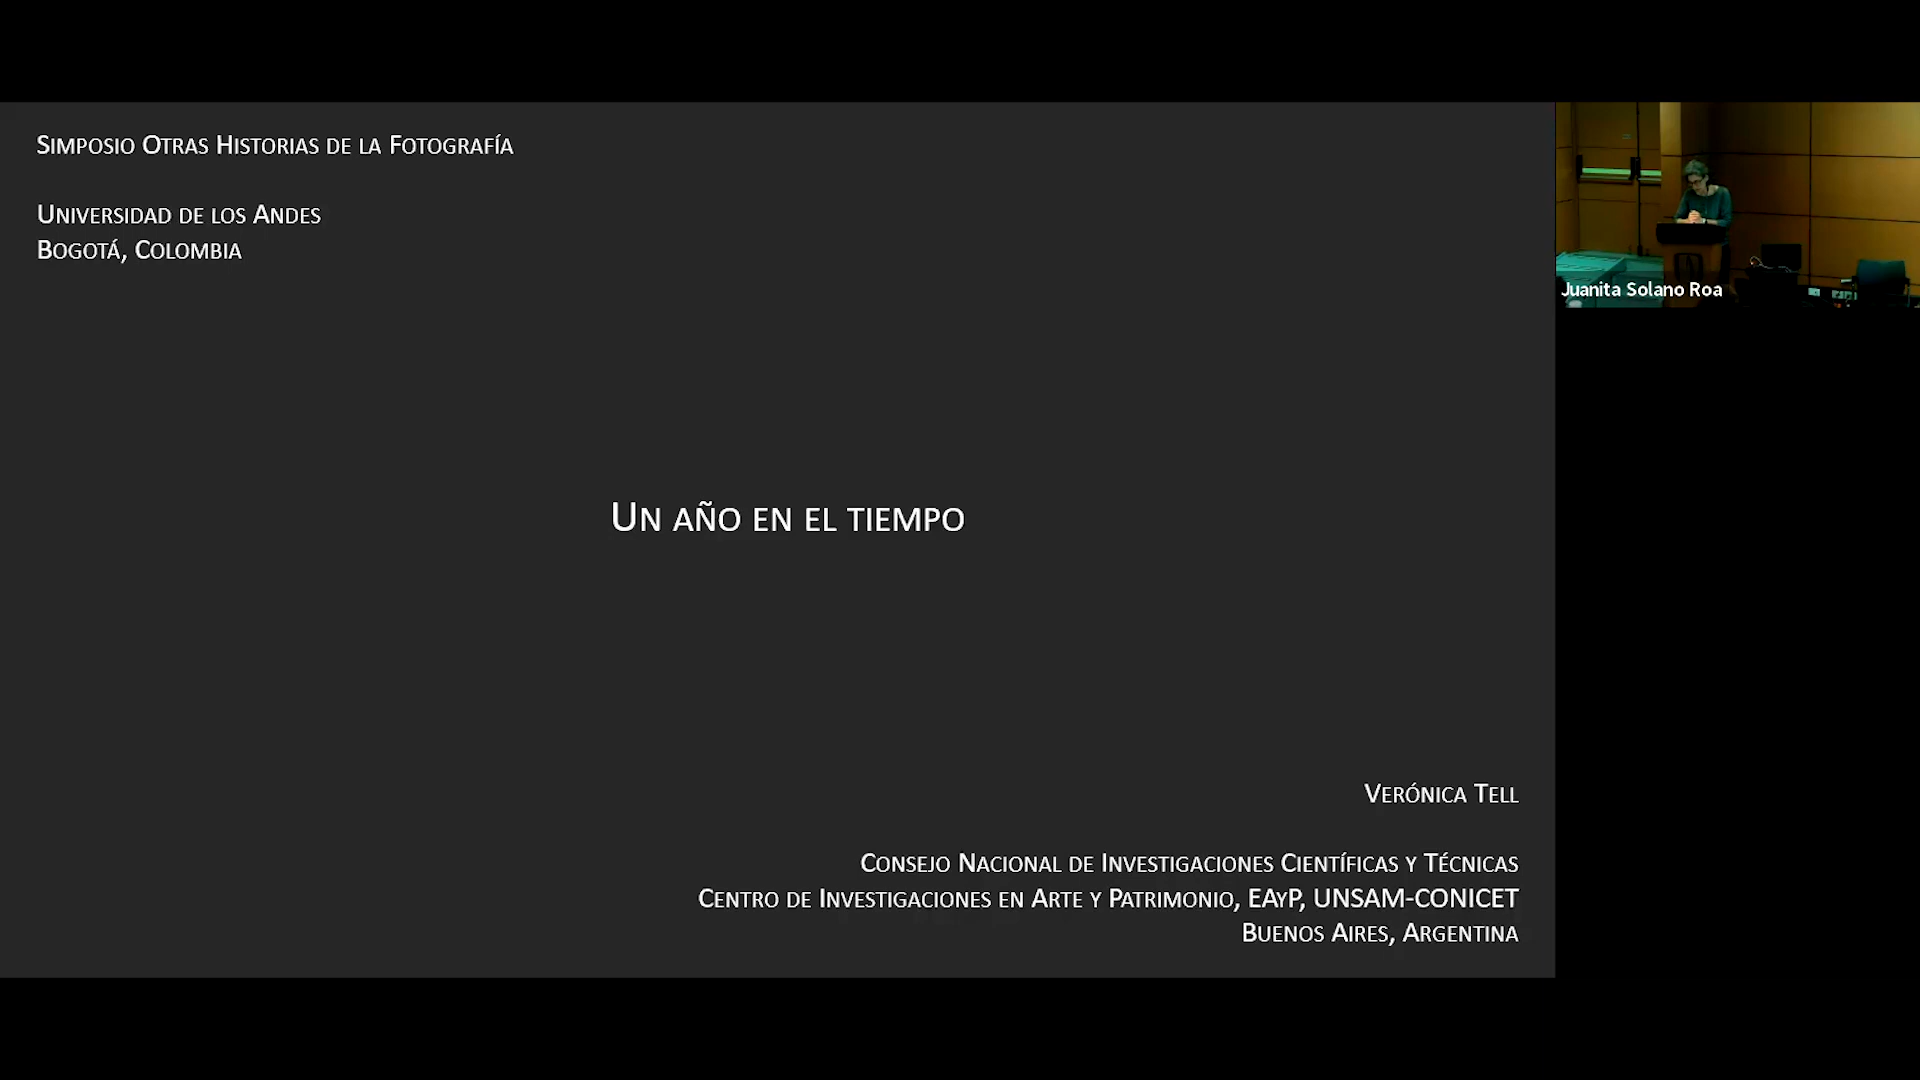 Simposio Otras Historias de la Fotografía
Universidad de los Andes
Bogotá, Colombia
Un año en el tiempo
Verónica Tell
Consejo Nacional de Investigaciones Científicas y Técnicas
Centro de Investigaciones en Arte y Patrimonio, EAyP, UNSAM-CONICET
Buenos Aires, Argentina
Juanita Solano Roa